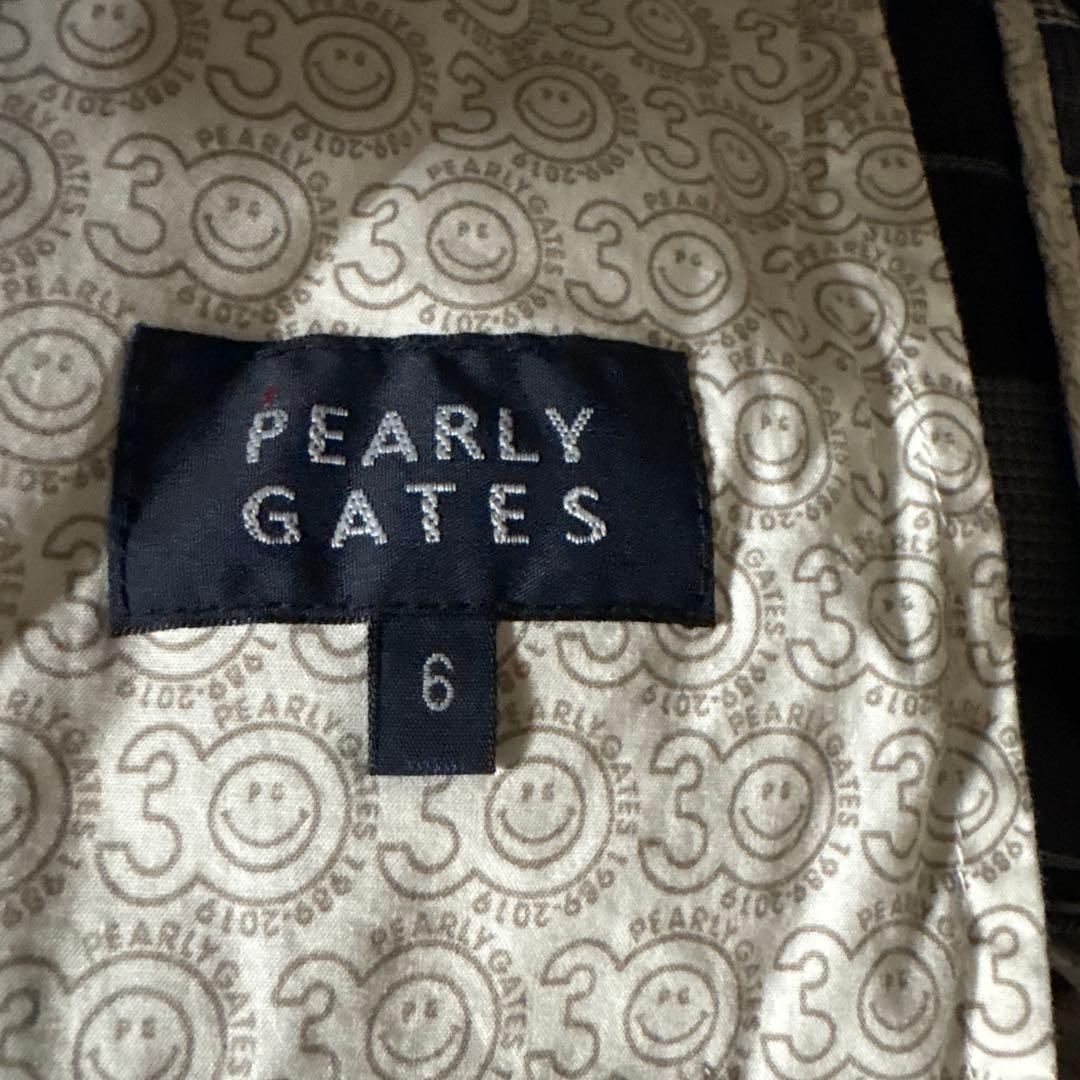 PEARLY
GATES
6
30
PEARLY GATES 1989-2019
PG